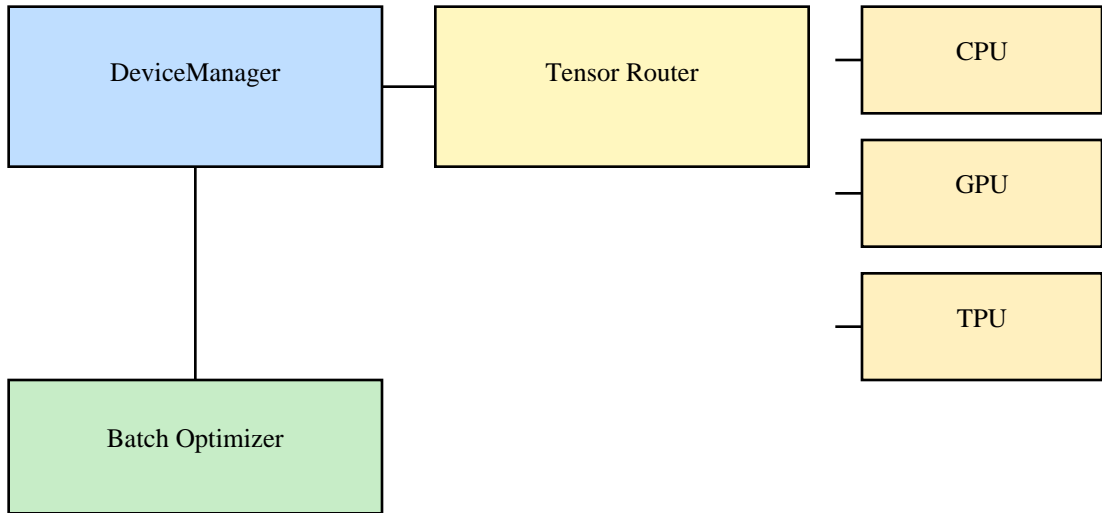 DeviceManager
Tensor Router
CPU
GPU
TPU
Batch Optimizer